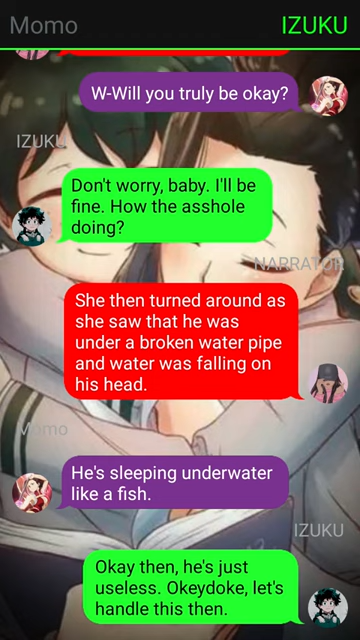 Momo IZUKU
W-Will you truly be okay?
IZUKU
Don't worry, baby. I'll be
fine. How the asshole
doing?
NARRATOR
She then turned around as
she saw that he was
under a broken water pipe
and water was falling on
his head.
Momo
He's sleeping underwater
like a fish.
IZUKU
Okay then, he's just
useless. Okeydoke, let's
handle this then.